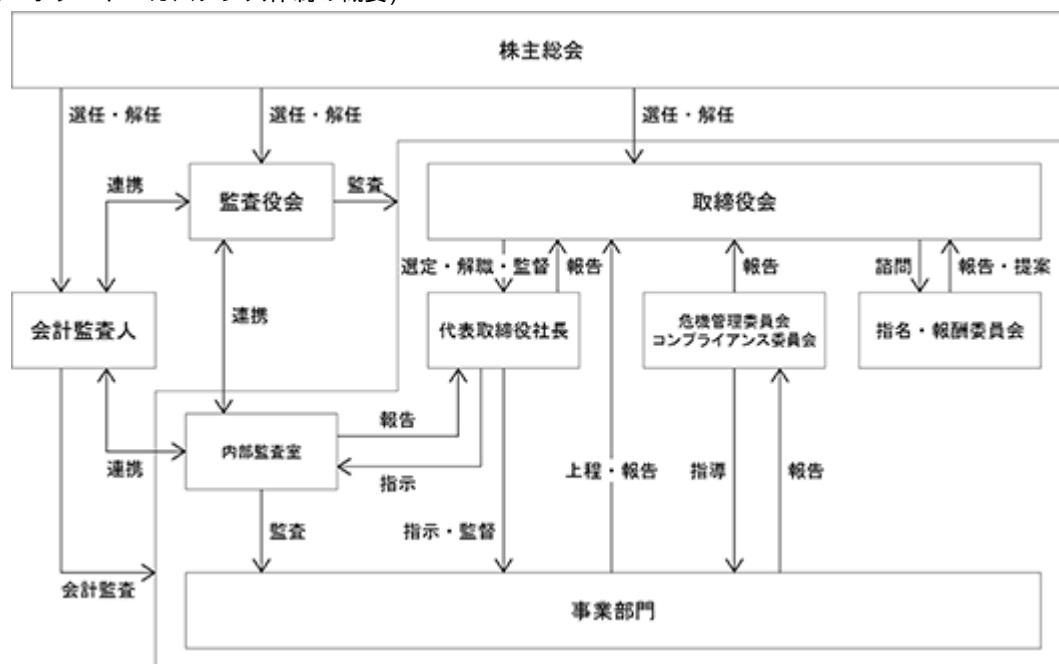 株主総会
選任・解任
選任・解任
選任・解任
連携
監査役会
監査
取締役会
選定・解職・監督
報告
報告
諮問
報告・提案
会計監査人
連携
代表取締役社長
危機管理委員会
コンプライアンス委員会
指名・報酬委員会
報告
内部監査室
連携
指示
上程・報告
指導
報告
監査
指示・監督
会計監査
事業部門